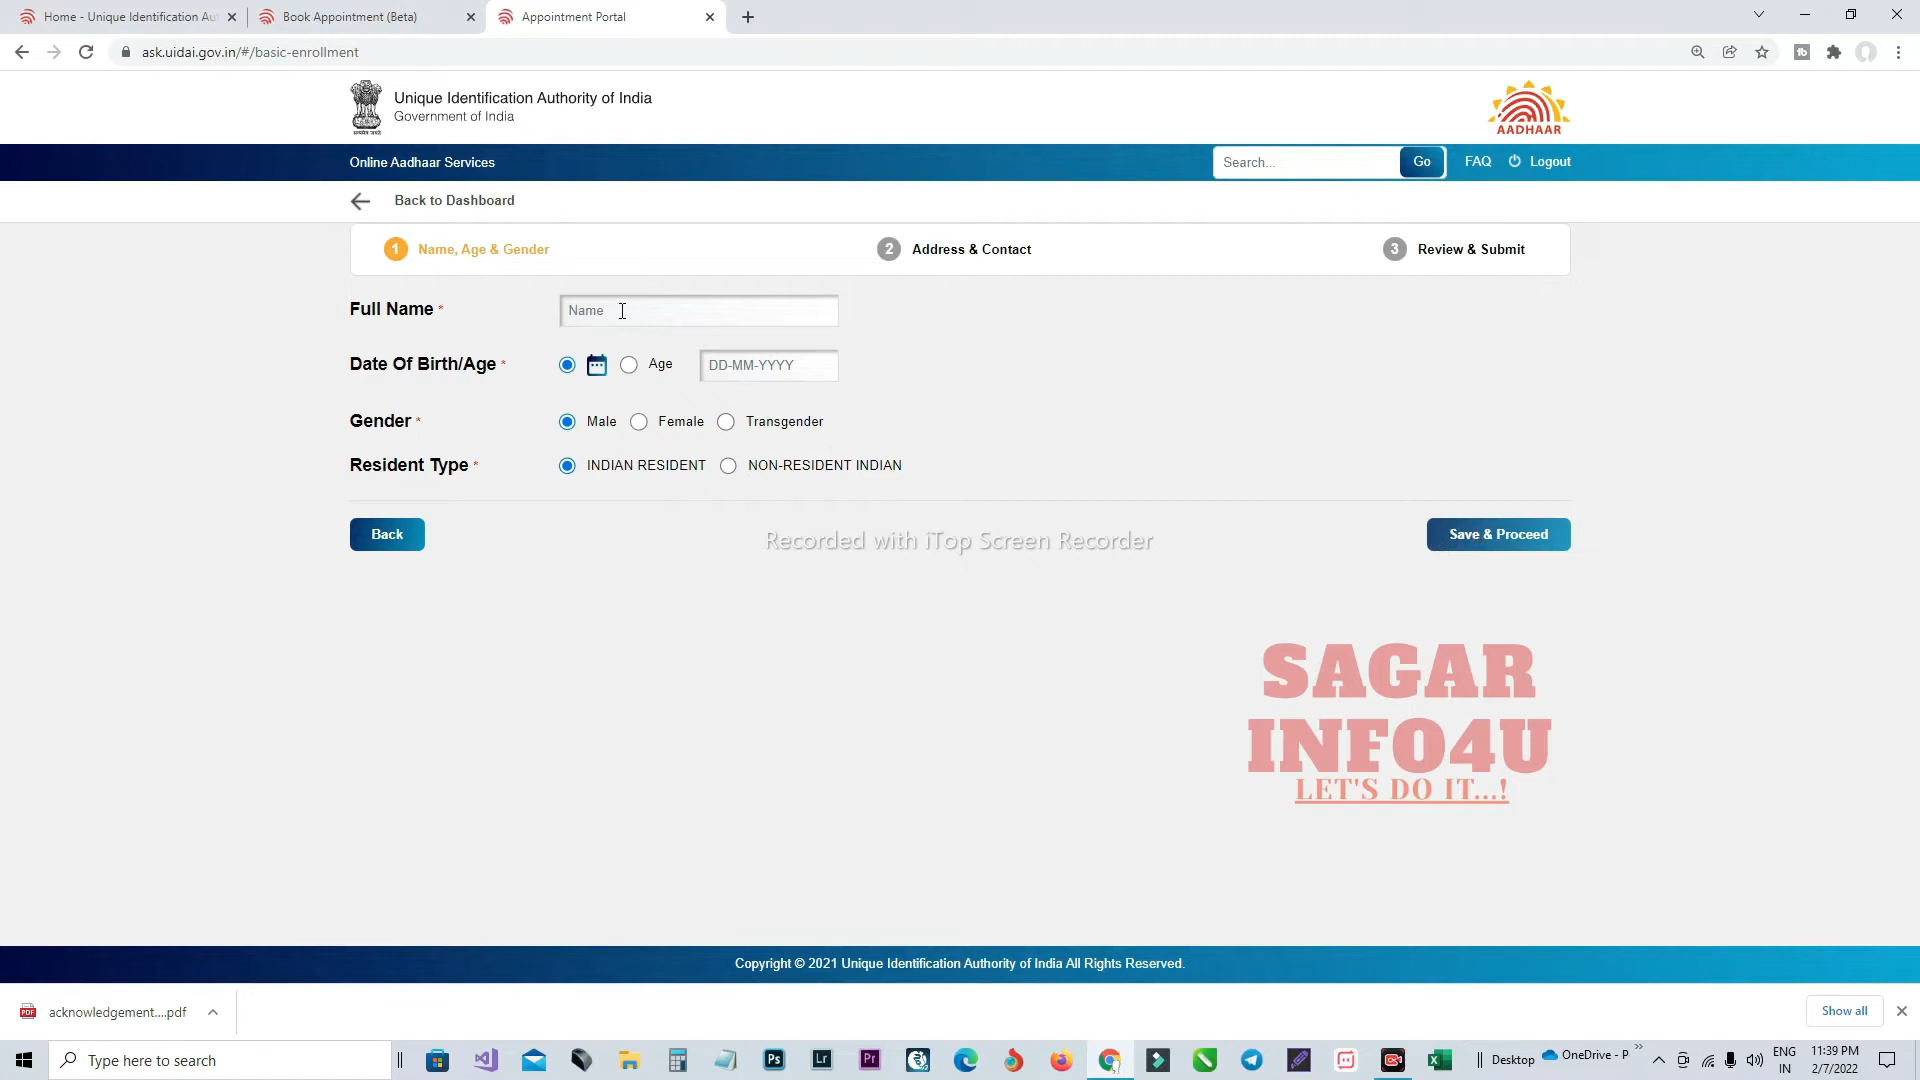 Home - Unique Identification Au
Book Appointment (Beta)
Appointment Portal
ask.uidai.gov.in/#/basic-enrollment
Unique Identification Authority of India
Government of India
AADHAAR
Online Aadhaar Services
Search...
Go
FAQ
Logout
Back to Dashboard
1 Name, Age & Gender
2 Address & Contact
3 Review & Submit
Full Name *
Name
Date Of Birth/Age *
Age
DD-MM-YYYY
Gender *
Male
Female
Transgender
Resident Type *
INDIAN RESIDENT
NON-RESIDENT INDIAN
Back
Recorded with iTop Screen Recorder
Save & Proceed
SAGAR
INFO4U
LET'S DO IT...!
Copyright © 2021 Unique Identification Authority of India All Rights Reserved.
PDF
acknowledgement....pdf
Show all
Type here to search
Ps
Lr
Pr
Desktop
OneDrive - P
ENG
IN
11:39 PM
2/7/2022